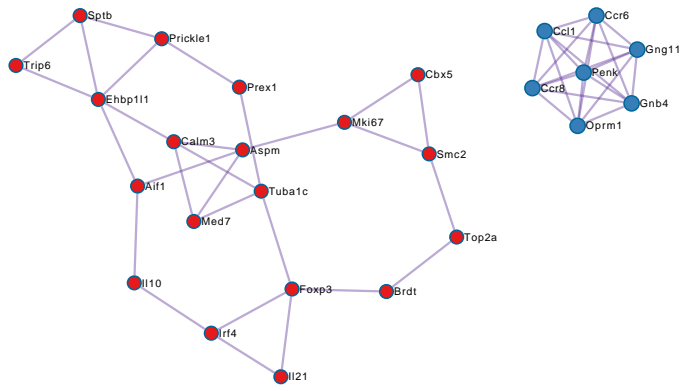 Sptb
Ccr6
Ccl1
Prickle1
Gng11
Trip6
Penk
Cbx5
Prex1
Ccr8
Ehbp1l1
Gnb4
Mki67
Oprm1
Calm3
Aspm
Smc2
Aif1
Tuba1c
Med7
Top2a
Il10
Foxp3
Brdt
Irf4
Il21